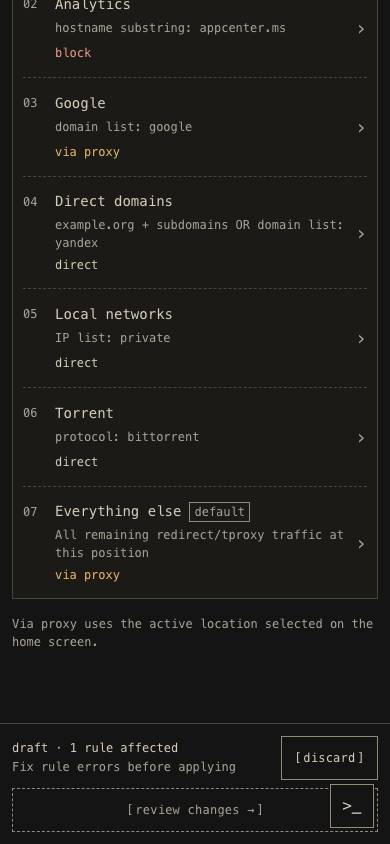 02 Analytics
hostname substring: appcenter.ms
block
03 Google
domain list: google
via proxy
04 Direct domains
example.org + subdomains OR domain list:
yandex
direct
05 Local networks
IP list: private
direct
06 Torrent
protocol: bittorrent
direct
07 Everything else default
All remaining redirect/tproxy traffic at
this position
via proxy
Via proxy uses the active location selected on the
home screen.
draft · 1 rule affected
Fix rule errors before applying
[discard]
[review changes →]
>_